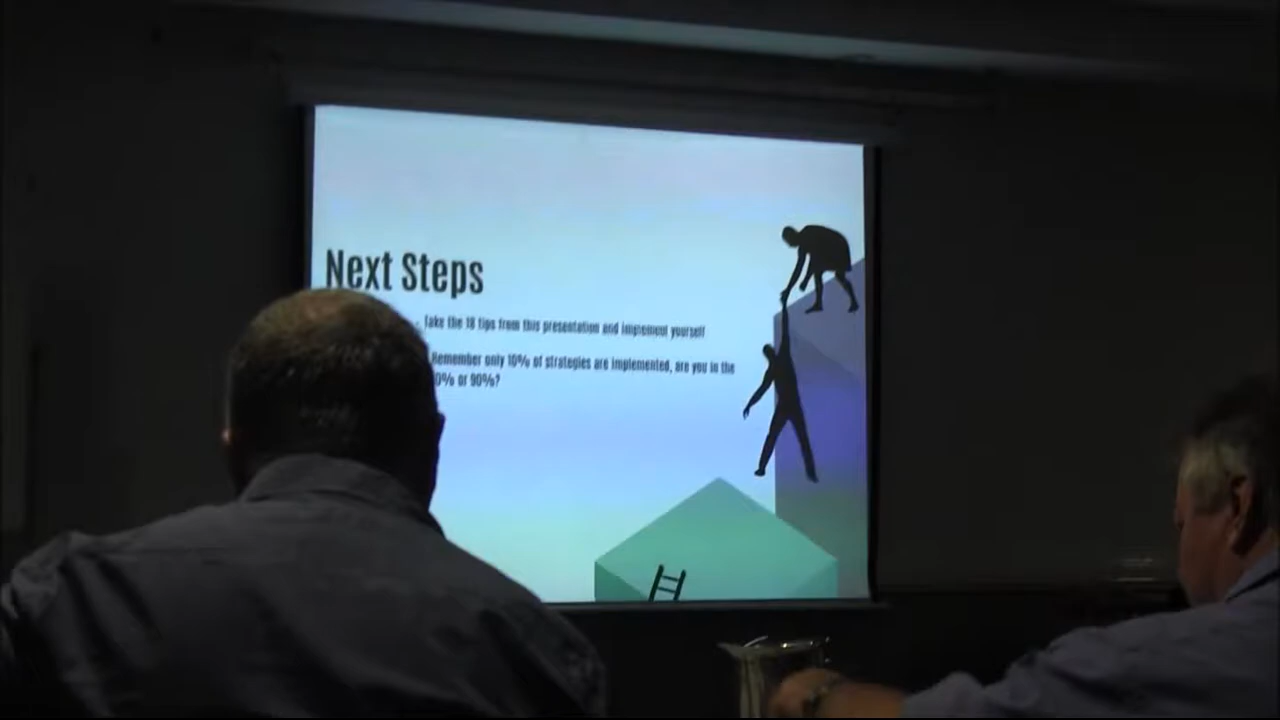 Next Steps
Take the 18 tips from this presentation and implement yourself
Remember only 10% of strategies are implemented, are you in the
0% or 90%?